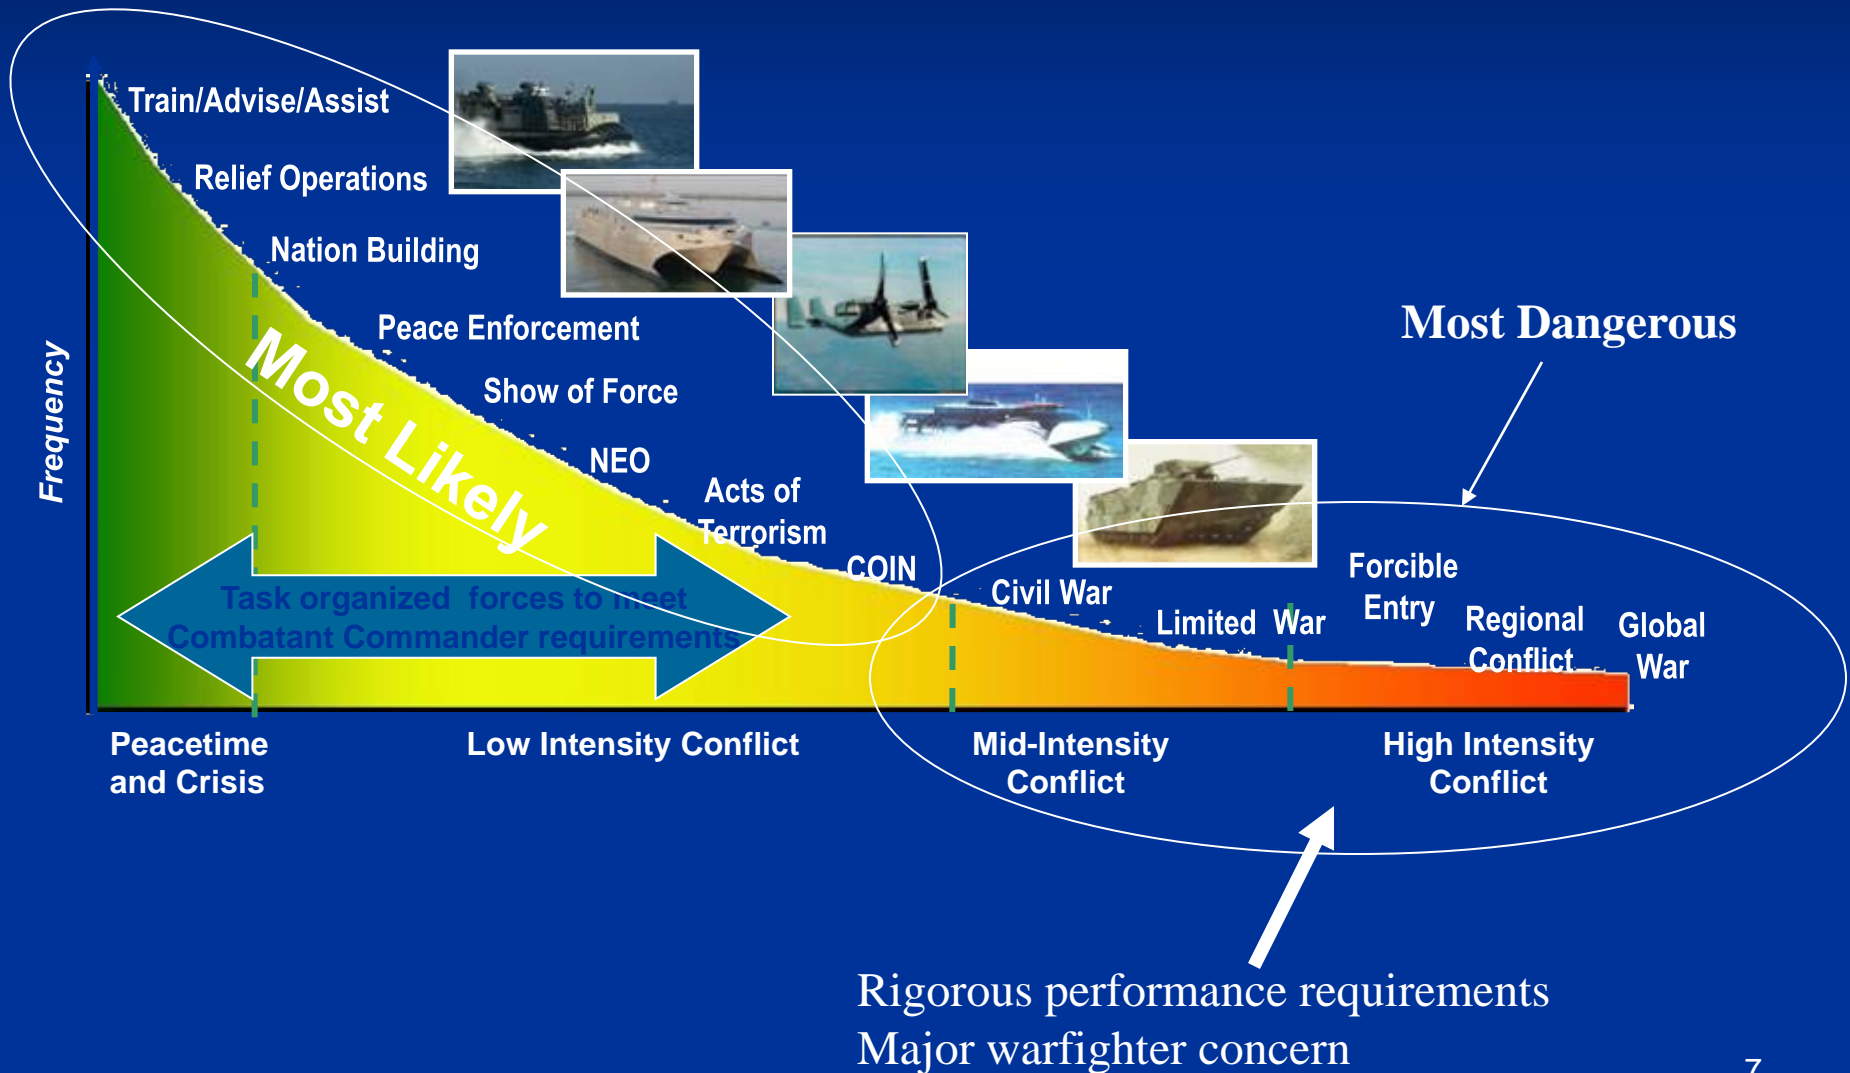 Train/Advise/Assist
Relief Operations
Nation Building
Peace Enforcement
Show of Force
NEO
Acts of
Terrorism
COIN
Civil War
Limited War
Forcible
Entry
Regional
Conflict
Global
War
Most Likely
Most Dangerous
Frequency
Task organized forces to meet
Combatant Commander requirements
Peacetime
and Crisis
Low Intensity Conflict
Mid-Intensity
Conflict
High Intensity
Conflict
Rigorous performance requirements
Major warfighter concern
7